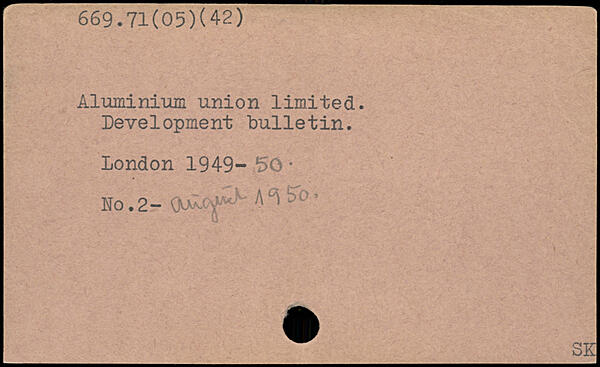 669.71(05)(42)
Aluminium union limited.
Development bulletin.
London 1949- 50.
No.2- august 1950.
SK